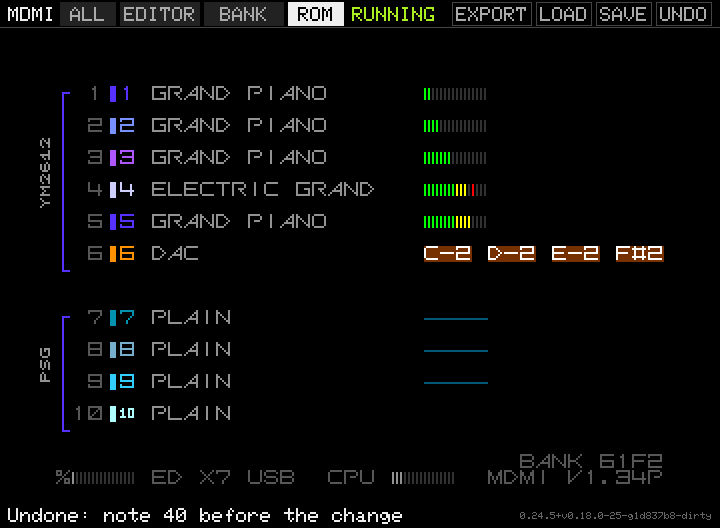 MDMI ALL EDITOR BANK ROM RUNNING EXPORT LOAD SAVE UNDO
YM2612
1 1 GRAND PIANO
2 2 GRAND PIANO
3 3 GRAND PIANO
4 4 ELECTRIC GRAND
5 5 GRAND PIANO
6 6 DAC C-2 D-2 E-2 F#2
PSG
7 7 PLAIN
8 8 PLAIN
9 9 PLAIN
10 10 PLAIN
BANK 61F2
% ED X7 USB CPU MDMI V1.34P
Undone: note 40 before the change 0.24.5+v0.18.0-25-g1d837b8-dirty